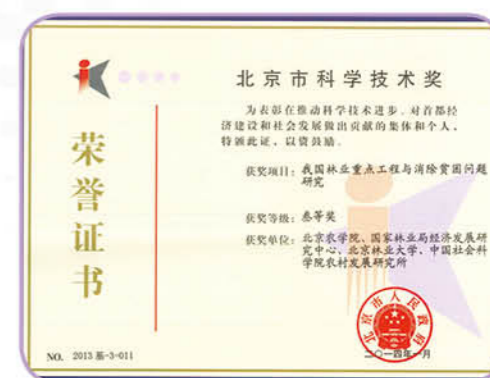 北京市科学技术奖
为表彰在推动科学技术进步、对首都经
济建设和社会发展做出贡献的集体和个人，
特颁此证，以资鼓励。
获奖项目：我国林业重点工程与消除贫困问题
研究
获奖等级：叁等奖
获奖单位：北京农学院、国家林业局经济发展研
究中心、北京林业大学、中国社会科
学院农村发展研究所
荣誉证书
北京市人民政府
二〇一四年一月
NO. 2013 基-3-011